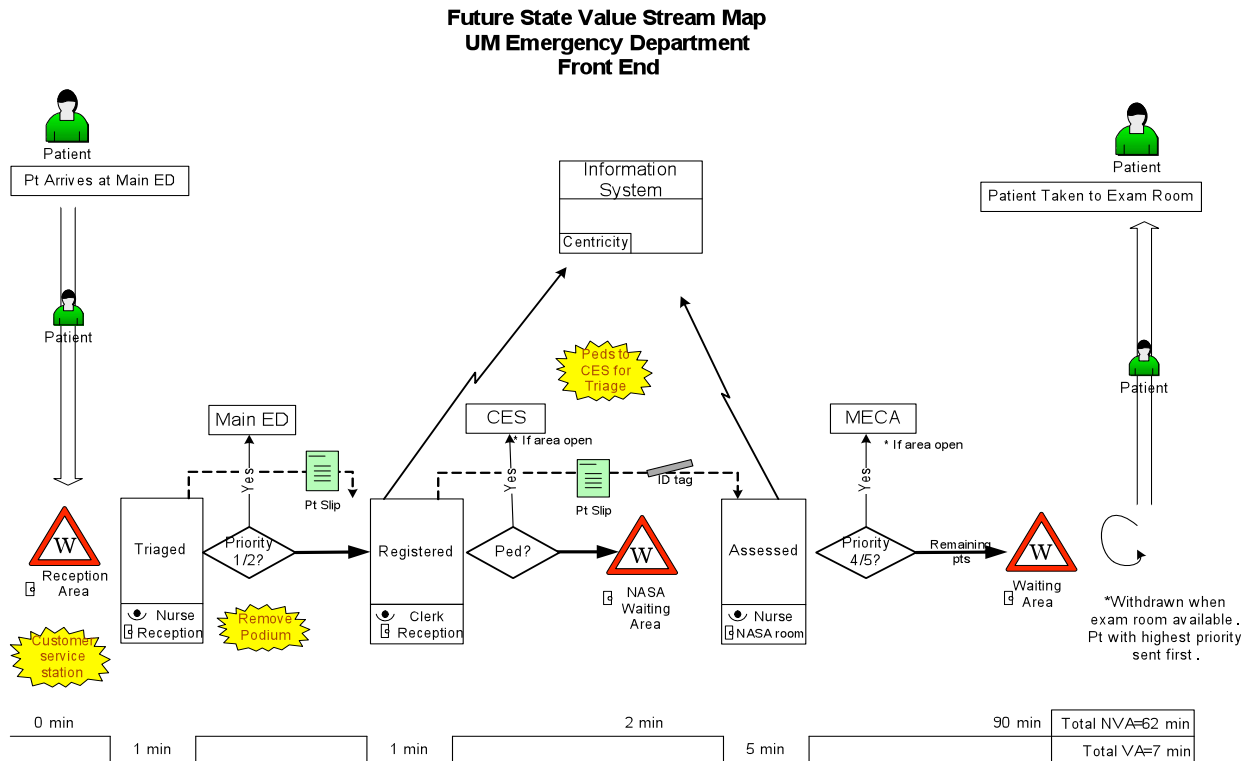 Future State Value Stream Map
UM Emergency Department
Front End
Patient
Pt Arrives at Main ED
Patient
Information
System
Centricity
Patient
Patient Taken to Exam Room
Patient
Peds to
CES for
Triage
Main ED
Yes
Pt Slip
CES
* If area open
Yes
Pt Slip
ID tag
MECA
* If area open
Yes
W
Reception
Area
Triaged
Nurse
Reception
Priority
1/2?
Registered
Clerk
Reception
Ped?
W
NASA
Waiting
Area
Assessed
Nurse
NASA room
Priority
4/5?
Remaining
pts
W
Waiting
Area
*Withdrawn when
exam room available .
Pt with highest priority
sent first .
Customer
service
station
Remove
Podium
0 min
1 min
1 min
2 min
5 min
90 min
Total NVA=62 min
Total VA=7 min